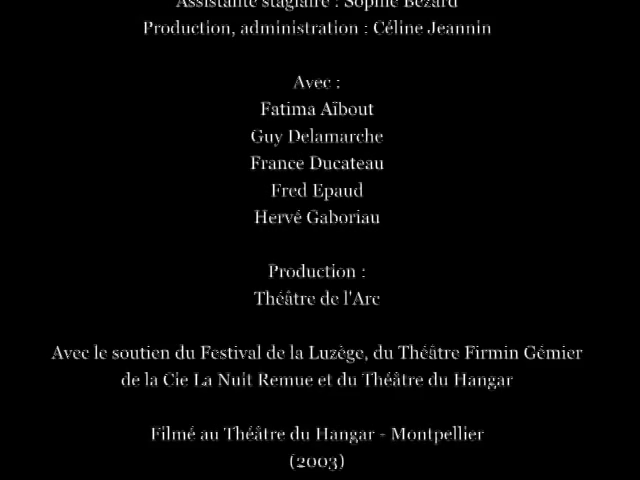 Assistante stagiaire : Sophie Bezard
Production, administration : Céline Jeannin
Avec :
Fatima Aïbout
Guy Delamarche
France Ducateau
Fred Epaud
Hervé Gaboriau
Production :
Théâtre de l'Arc
Avec le soutien du Festival de la Luzège, du Théâtre Firmin Gémier
de la Cie La Nuit Remue et du Théâtre du Hangar
Filmé au Théâtre du Hangar - Montpellier
(2003)